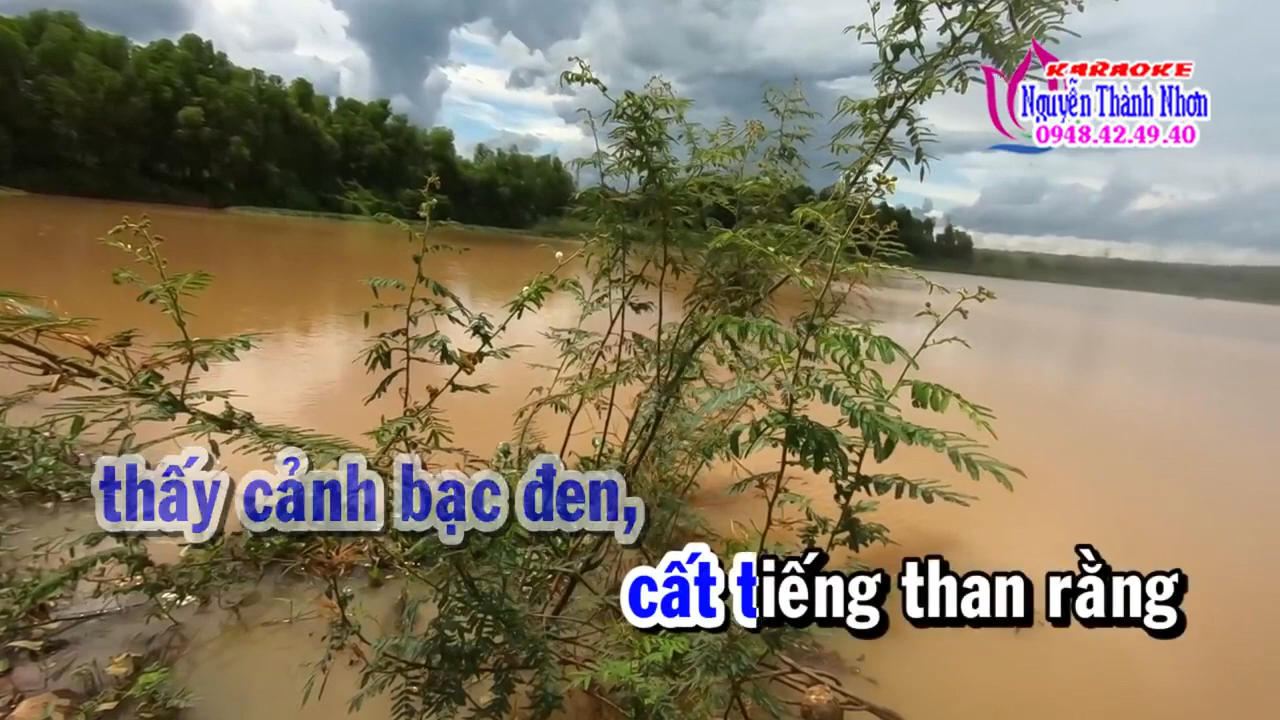 KARAOKE
Nguyễn Thành Nhơn
0948.42.49.40
thấy cảnh bạc đen,
cất tiếng than rằng